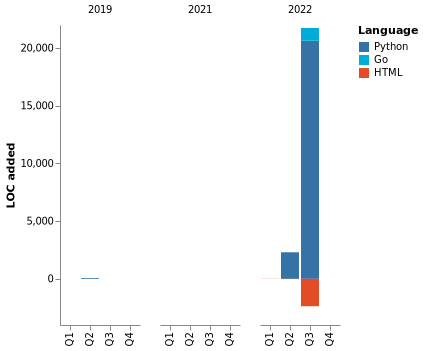 2019 2021 2022
Language
Python
Go
HTML
LOC added
20,000
15,000
10,000
5,000
0
Q1 Q2 Q3 Q4 Q1 Q2 Q3 Q4 Q1 Q2 Q3 Q4